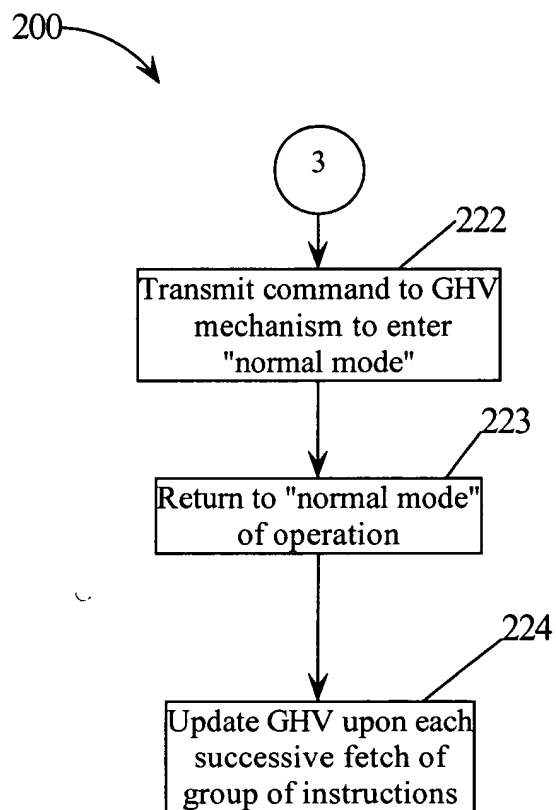 200
3
222
Transmit command to GHV
mechanism to enter
"normal mode"
223
Return to "normal mode"
of operation
224
Update GHV upon each
successive fetch of
group of instructions